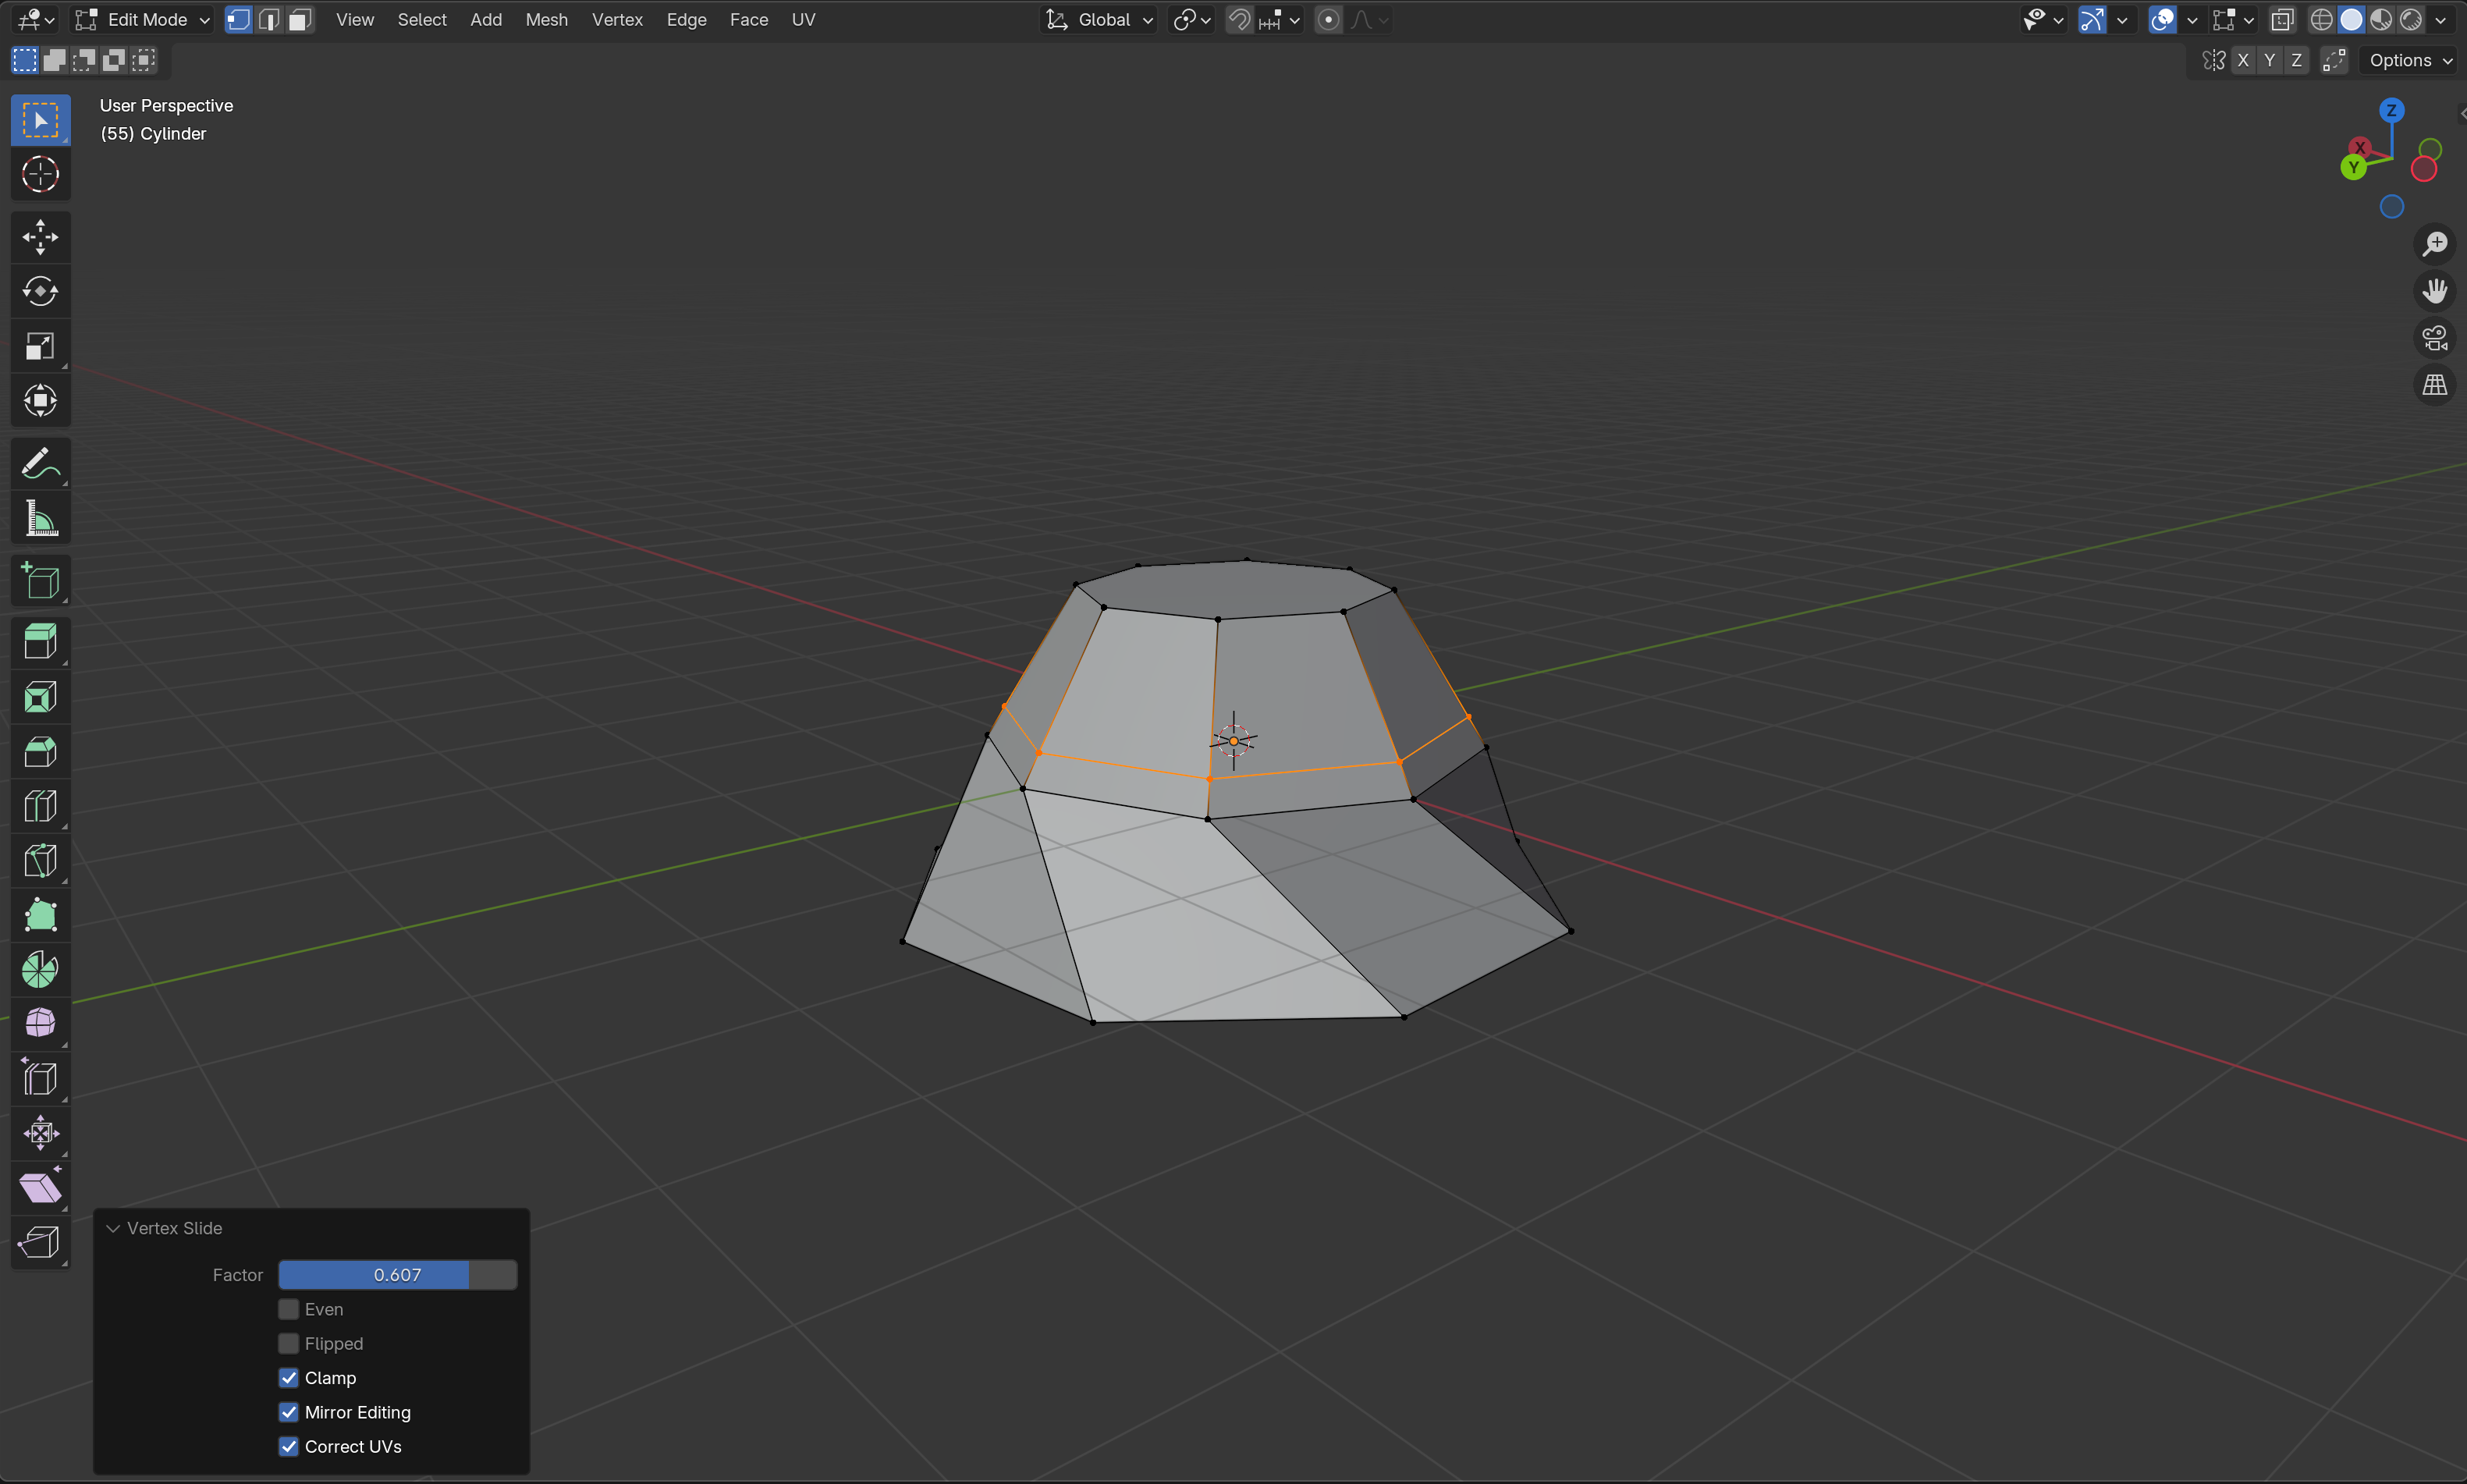 Edit Mode View Select Add Mesh Vertex Edge Face UV Global
X Y Z Options
User Perspective
(55) Cylinder
Z
X
Y
Vertex Slide
Factor 0.607
Even
Flipped
Clamp
Mirror Editing
Correct UVs